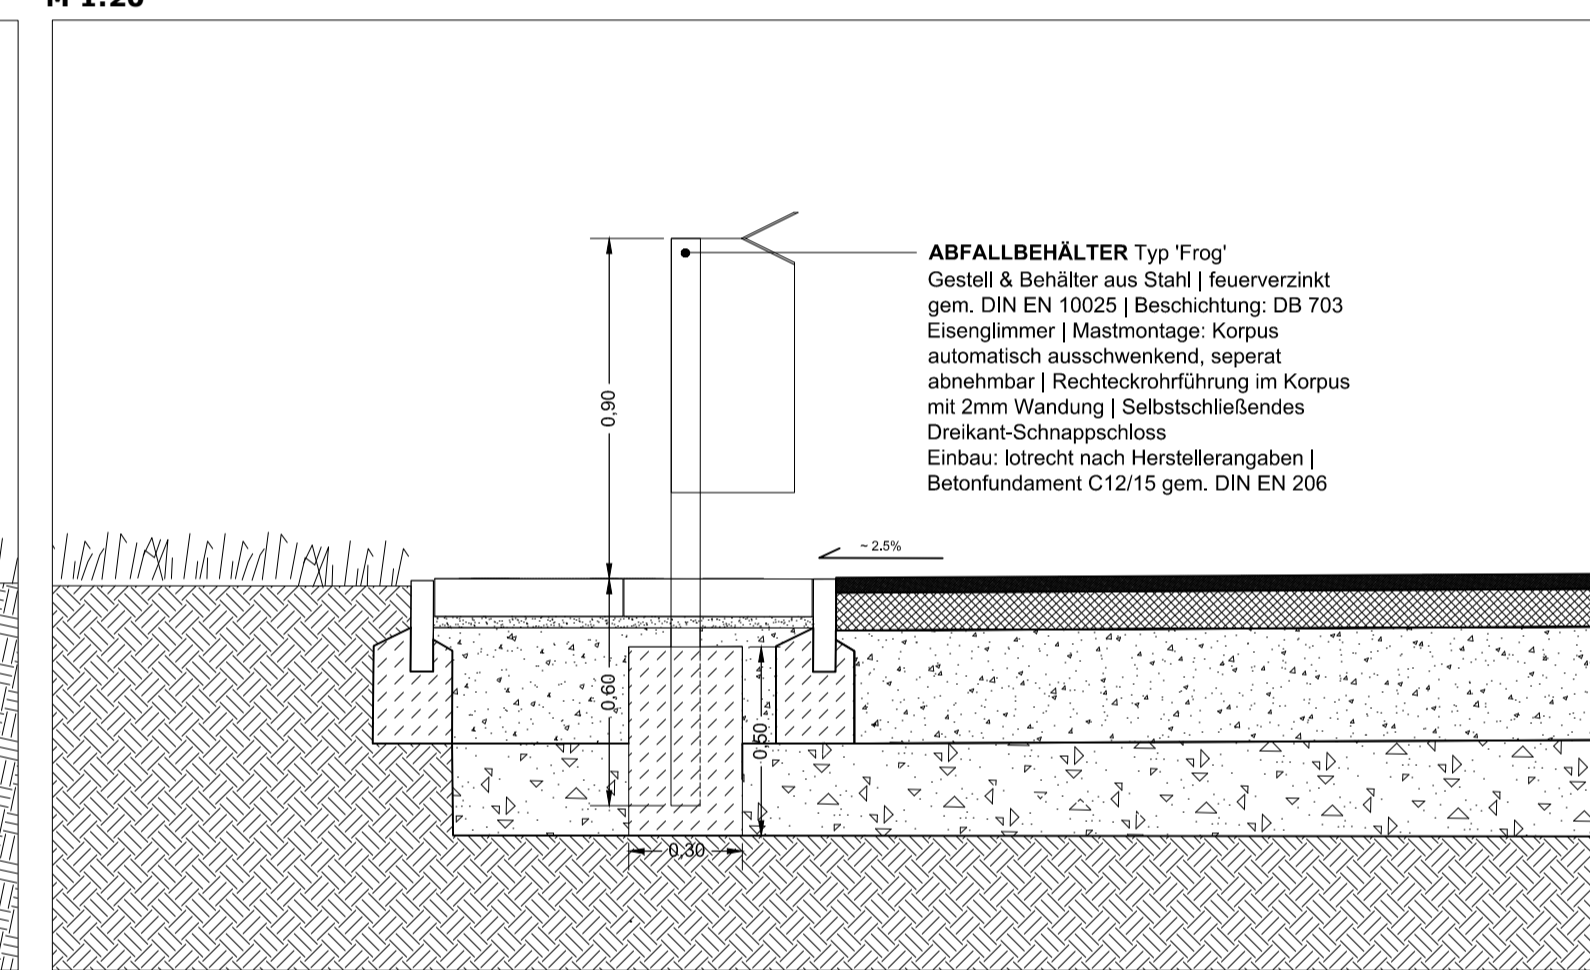 M 1:20
ABFALLBEHÄLTER Typ 'Frog'
Gestell & Behälter aus Stahl | feuerverzinkt
gem. DIN EN 10025 | Beschichtung: DB 703
Eisenglimmer | Mastmontage: Korpus
automatisch ausschwenkend, seperat
abnehmbar | Rechteckrohrführung im Korpus
mit 2mm Wandung | Selbstschließendes
Dreikant-Schnappschloss
Einbau: lotrecht nach Herstellerangaben |
Betonfundament C12/15 gem. DIN EN 206
0,90
~ 2.5%
0,60
0,50
0,30